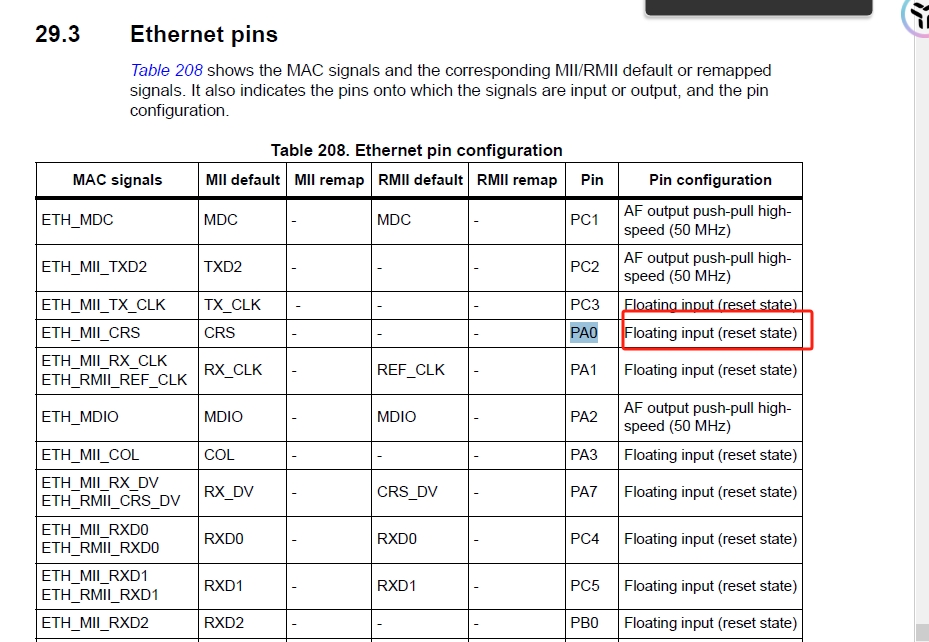 29.3 Ethernet pins
Table 208 shows the MAC signals and the corresponding MII/RMII default or remapped
signals. It also indicates the pins onto which the signals are input or output, and the pin
configuration.
Table 208. Ethernet pin configuration
MAC signals MII default MII remap RMII default RMII remap Pin Pin configuration
ETH_MDC MDC - MDC - PC1 AF output push-pull high-
speed (50 MHz)
ETH_MII_TXD2 TXD2 - - - PC2 AF output push-pull high-
speed (50 MHz)
ETH_MII_TX_CLK TX_CLK - - - PC3 Floating input (reset state)
ETH_MII_CRS CRS - - - PA0 Floating input (reset state)
ETH_MII_RX_CLK
ETH_RMII_REF_CLK RX_CLK - REF_CLK - PA1 Floating input (reset state)
ETH_MDIO MDIO - MDIO - PA2 AF output push-pull high-
speed (50 MHz)
ETH_MII_COL COL - - - PA3 Floating input (reset state)
ETH_MII_RX_DV
ETH_RMII_CRS_DV RX_DV - CRS_DV - PA7 Floating input (reset state)
ETH_MII_RXD0
ETH_RMII_RXD0 RXD0 - RXD0 - PC4 Floating input (reset state)
ETH_MII_RXD1
ETH_RMII_RXD1 RXD1 - RXD1 - PC5 Floating input (reset state)
ETH_MII_RXD2 RXD2 - - - PB0 Floating input (reset state)